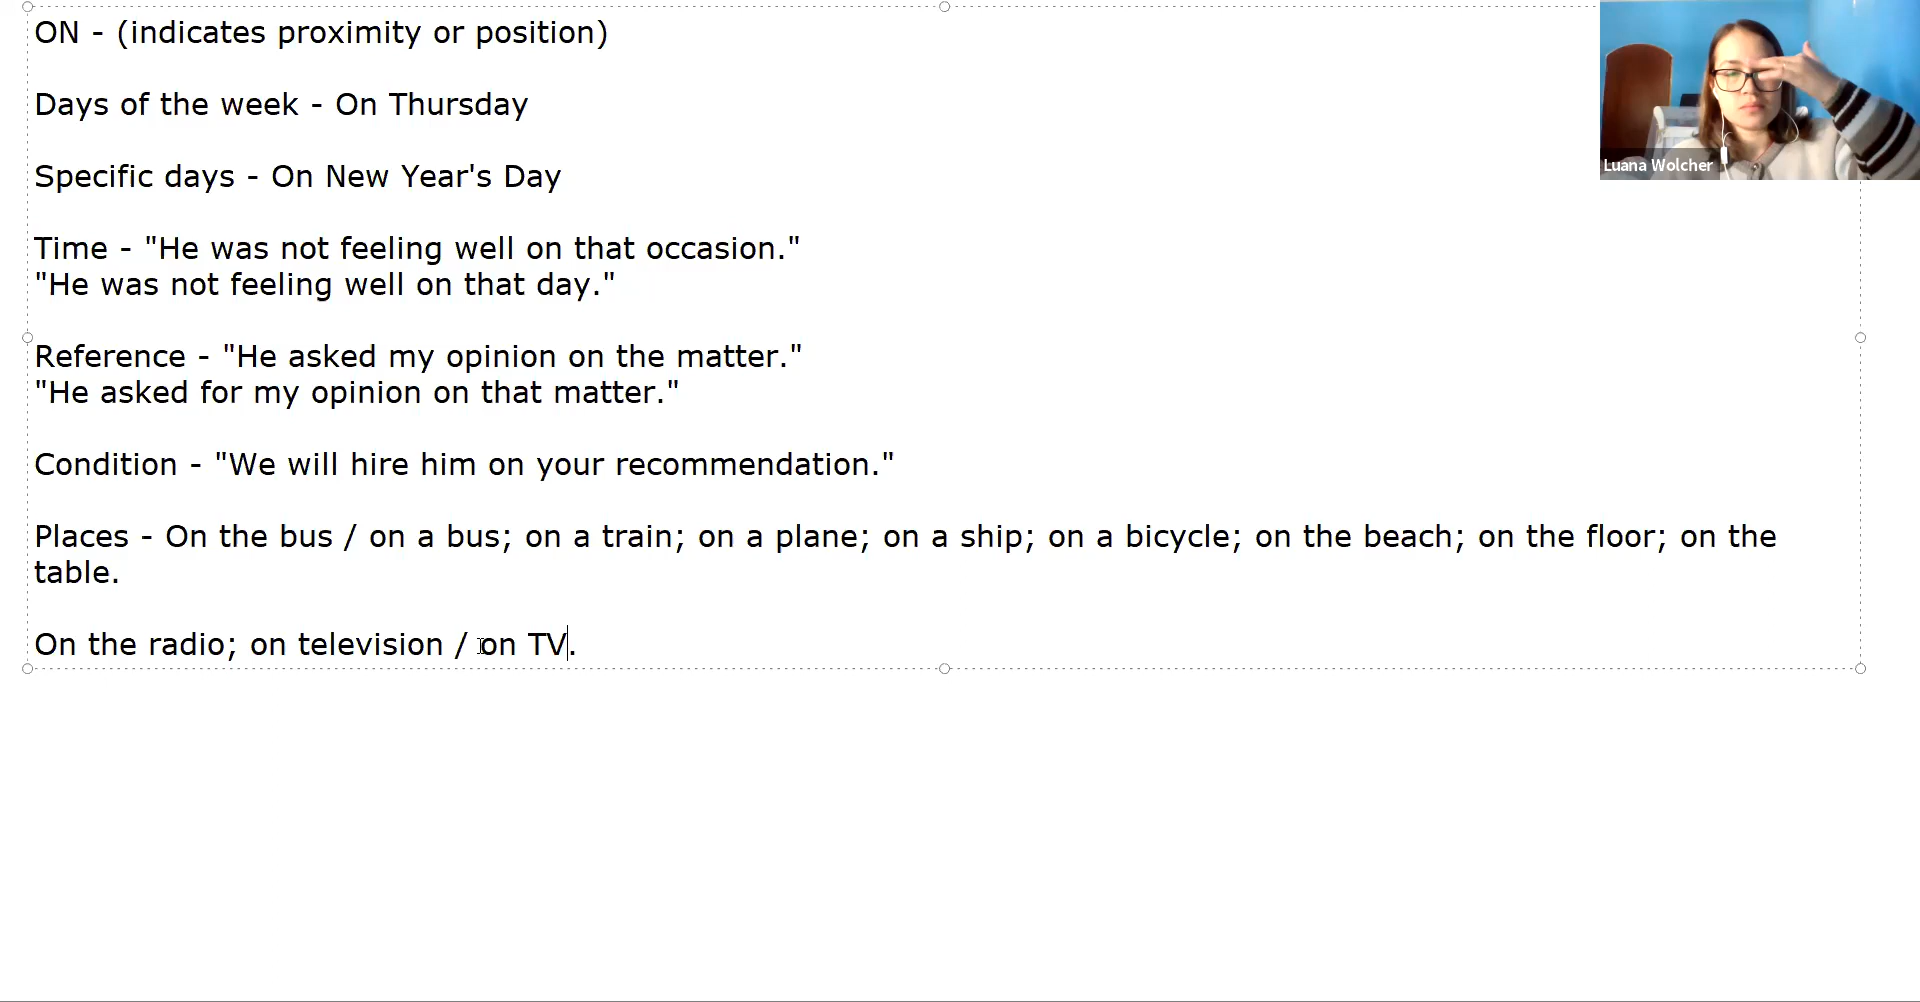 ON - (indicates proximity or position)
Days of the week - On Thursday
Specific days - On New Year's Day
Time - "He was not feeling well on that occasion."
"He was not feeling well on that day."
Reference - "He asked my opinion on the matter."
"He asked for my opinion on that matter."
Condition - "We will hire him on your recommendation."
Places - On the bus / on a bus; on a train; on a plane; on a ship; on a bicycle; on the beach; on the floor; on the
table.
On the radio; on television / on TV.
Luana Wolcher